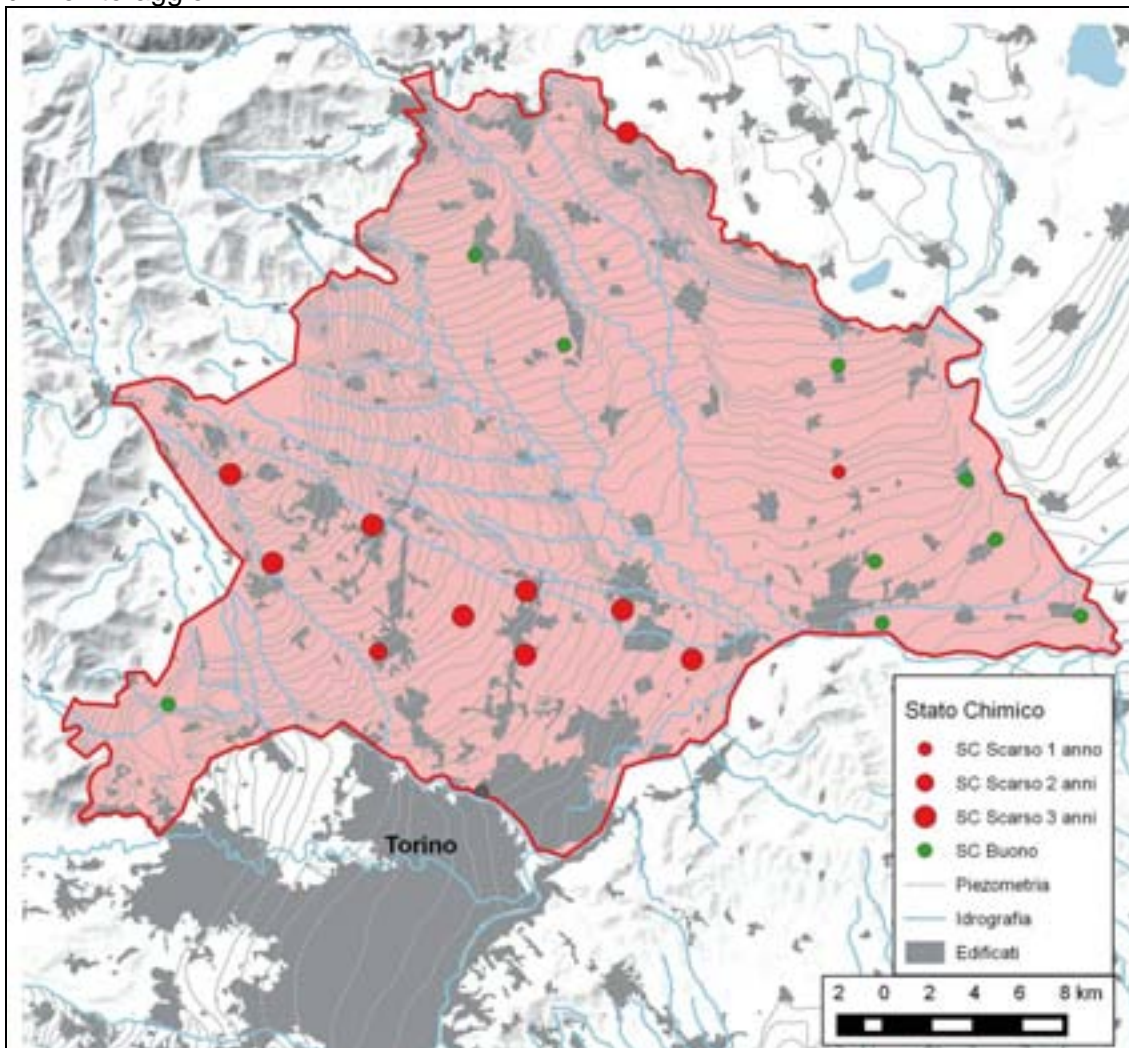 Torino
Stato Chimico
SC Scarso 1 anno
SC Scarso 2 anni
SC Scarso 3 anni
SC Buono
Piezometria
Idrografia
Edificati
2 0 2 4 6 8 km